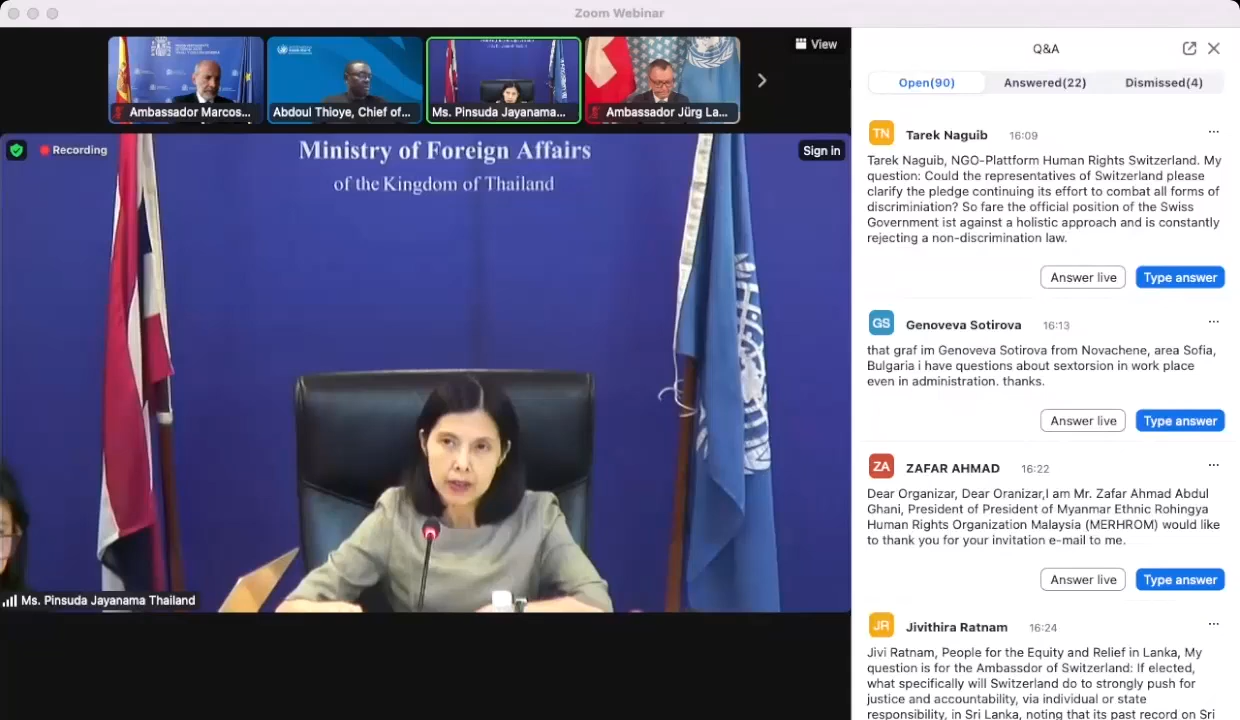 Zoom Webinar
Ambassador Marcos...
Abdoul Thioye, Chief of...
Ms. Pinsuda Jayanama...
Ambassador Jürg La...
View
Recording
Sign in
Ministry of Foreign Affairs
of the Kingdom of Thailand
Ms. Pinsuda Jayanama Thailand
Q&A
Open(90)
Answered(22)
Dismissed(4)
TN
Tarek Naguib 16:09
Tarek Naguib, NGO-Plattform Human Rights Switzerland. My
question: Could the representatives of Switzerland please
clarify the pledge continuing its effort to combat all forms of
discriminiation? So fare the official position of the Swiss
Government ist against a holistic approach and is constantly
rejecting a non-discrimination law.
Answer live
Type answer
GS
Genoveva Sotirova 16:13
that graf im Genoveva Sotirova from Novachene, area Sofia,
Bulgaria i have questions about sextorsion in work place
even in administration. thanks.
Answer live
Type answer
ZA
ZAFAR AHMAD 16:22
Dear Organizar, Dear Oranizar,I am Mr. Zafar Ahmad Abdul
Ghani, President of President of Myanmar Ethnic Rohingya
Human Rights Organization Malaysia (MERHROM) would like
to thank you for your invitation e-mail to me.
Answer live
Type answer
JR
Jivithira Ratnam 16:24
Jivi Ratnam, People for the Equity and Relief in Lanka, My
question is for the Ambassdor of Switzerland: If elected,
what specifically will Switzerland do to strongly push for
justice and accountability, via individual or state
responsibility, in Sri Lanka, noting that its past record on Sri